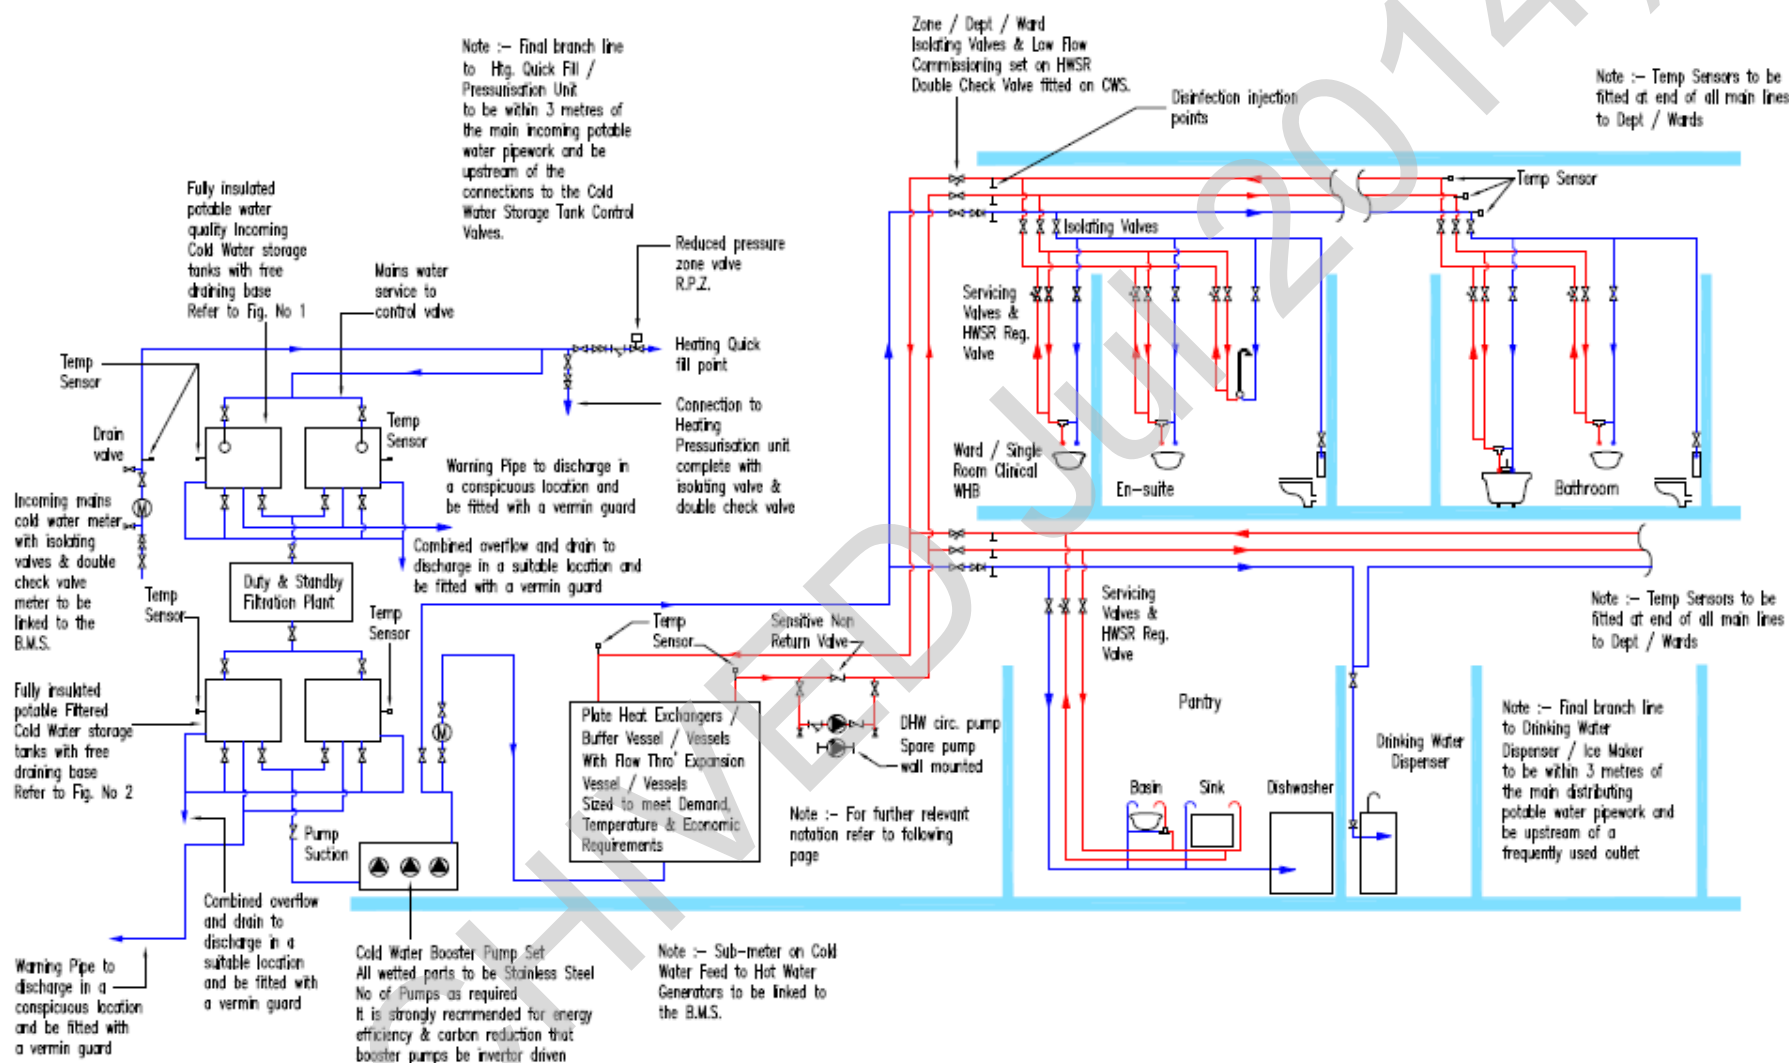 Note :- Final branch line
to Htg. Quick Fill /
Pressurisation Unit
to be within 3 metres of
the main incoming potable
water pipework and be
upstream of the
connections to the Cold
Water Storage Tank Control
Valves.
Zone / Dept / Ward
Isolating Valves & Low Flow
Commissioning set on HWSR
Double Check Valve fitted on CWS.
Disinfection injection
points
Note :- Temp Sensors to be
fitted at end of all main lines
to Dept / Wards
Fully insulated
potable water
quality Incoming
Cold Water storage
tanks with free
draining base
Refer to Fig. No 1
Mains water
service to
control valve
Reduced pressure
zone valve
R.P.Z.
Temp Sensor
Isolating Valves
Servicing
Valves &
HWSR Reg.
Valve
Temp
Sensor
Heating Quick
fill point
Connection to
Heating
Pressurisation unit
complete with
isolating valve &
double check valve
Drain
valve
Temp
Sensor
Warning Pipe to discharge in
a conspicuous location and
be fitted with a vermin guard
Ward / Single
Room Clinical
WHB
En-suite
Bathroom
Incoming mains
cold water meter
with isolating
valves & double
check valve
meter to be
linked to the
B.M.S.
M
Combined overflow and drain to
discharge in a suitable location and
be fitted with a vermin guard
Duty & Standby
Filtration Plant
Temp
Sensor
Temp
Sensor
Temp
Sensor
Sensitive Non
Return Valve
Servicing
Valves &
HWSR Reg.
Valve
Note :- Temp Sensors to be
fitted at end of all main lines
to Dept / Wards
Fully insulated
potable Filtered
Cold Water storage
tanks with free
draining base
Refer to Fig. No 2
M
Plate Heat Exchangers /
Buffer Vessel / Vessels
With Flow Thro' Expansion
Vessel / Vessels
Sized to meet Demand,
Temperature & Economic
Requirements
DHW circ. pump
Spare pump
wall mounted
Pantry
Drinking Water
Dispenser
Note :- Final branch line
to Drinking Water
Dispenser / Ice Maker
to be within 3 metres of
the main distributing
potable water pipework and
be upstream of a
frequently used outlet
Basin
Sink
Dishwasher
Note :- For further relevant
notation refer to following
page
Pump
Suction
Combined overflow
and drain to
discharge in a
suitable location
and be fitted with
a vermin guard
Warning Pipe to
discharge in a
conspicuous location
and be fitted with
a vermin guard
Cold Water Booster Pump Set
All wetted parts to be Stainless Steel
No of Pumps as required
It is strongly recmmended for energy
efficiency & carbon reduction that
booster pumps be invertor driven
Note :- Sub-meter on Cold
Water Feed to Hot Water
Generators to be linked to
the B.M.S.
CHIVED Jul 2014